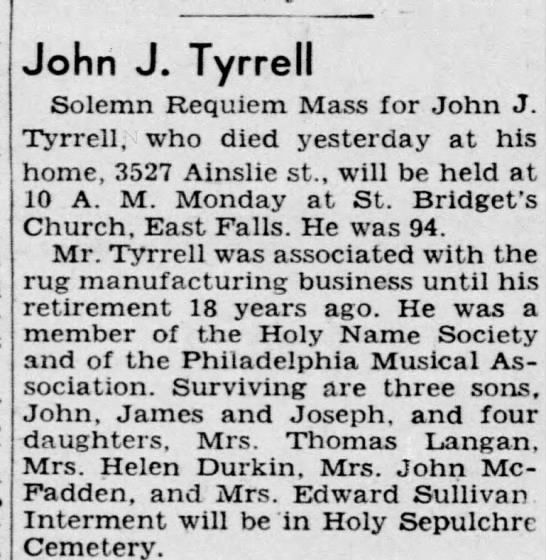 John J. Tyrrell
Solemn Requiem Mass for John J.
Tyrrell, who died yesterday at his
home, 3527 Ainslie st., will be held at
10 A. M. Monday at St. Bridget's
Church, East Falls. He was 94.
Mr. Tyrrell was associated with the
rug manufacturing business until his
retirement 18 years ago. He was a
member of the Holy Name Society
and of the Philadelphia Musical As-
sociation. Surviving are three sons,
John, James and Joseph, and four
daughters, Mrs. Thomas Langan,
Mrs. Helen Durkin, Mrs. John Mc-
Fadden, and Mrs. Edward Sullivan
Interment will be in Holy Sepulchre
Cemetery.